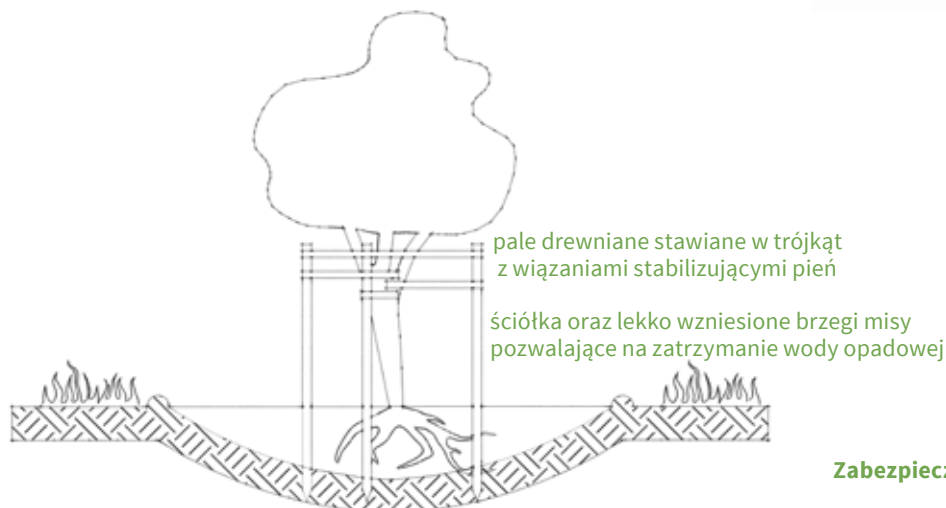 pale drewniane stawiane w trójkąt
z wiązaniami stabilizującymi pień
ściółka oraz lekko wzniesione brzegi misy
pozwalające na zatrzymanie wody opadowej
Zabezpiecz